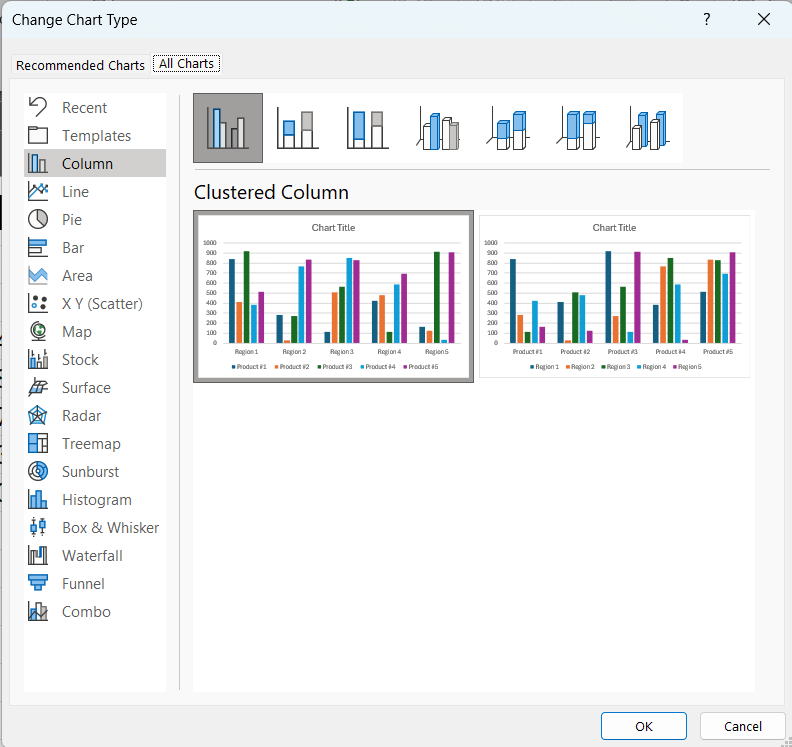 Change Chart Type
?
Recommended Charts
All Charts
Recent
Templates
Column
Line
Pie
Bar
Area
X Y (Scatter)
Map
Stock
Surface
Radar
Treemap
Sunburst
Histogram
Box & Whisker
Waterfall
Funnel
Combo
Clustered Column
Chart Title
1000
900
800
700
600
500
400
300
200
100
0
Region 1 Region 2 Region 3 Region 4 Region 5
Product #1 Product #2 Product #3 Product #4 Product #5
Chart Title
1000
900
800
700
600
500
400
300
200
100
0
Product #1 Product #2 Product #3 Product #4 Product #5
Region 1 Region 2 Region 3 Region 4 Region 5
OK
Cancel